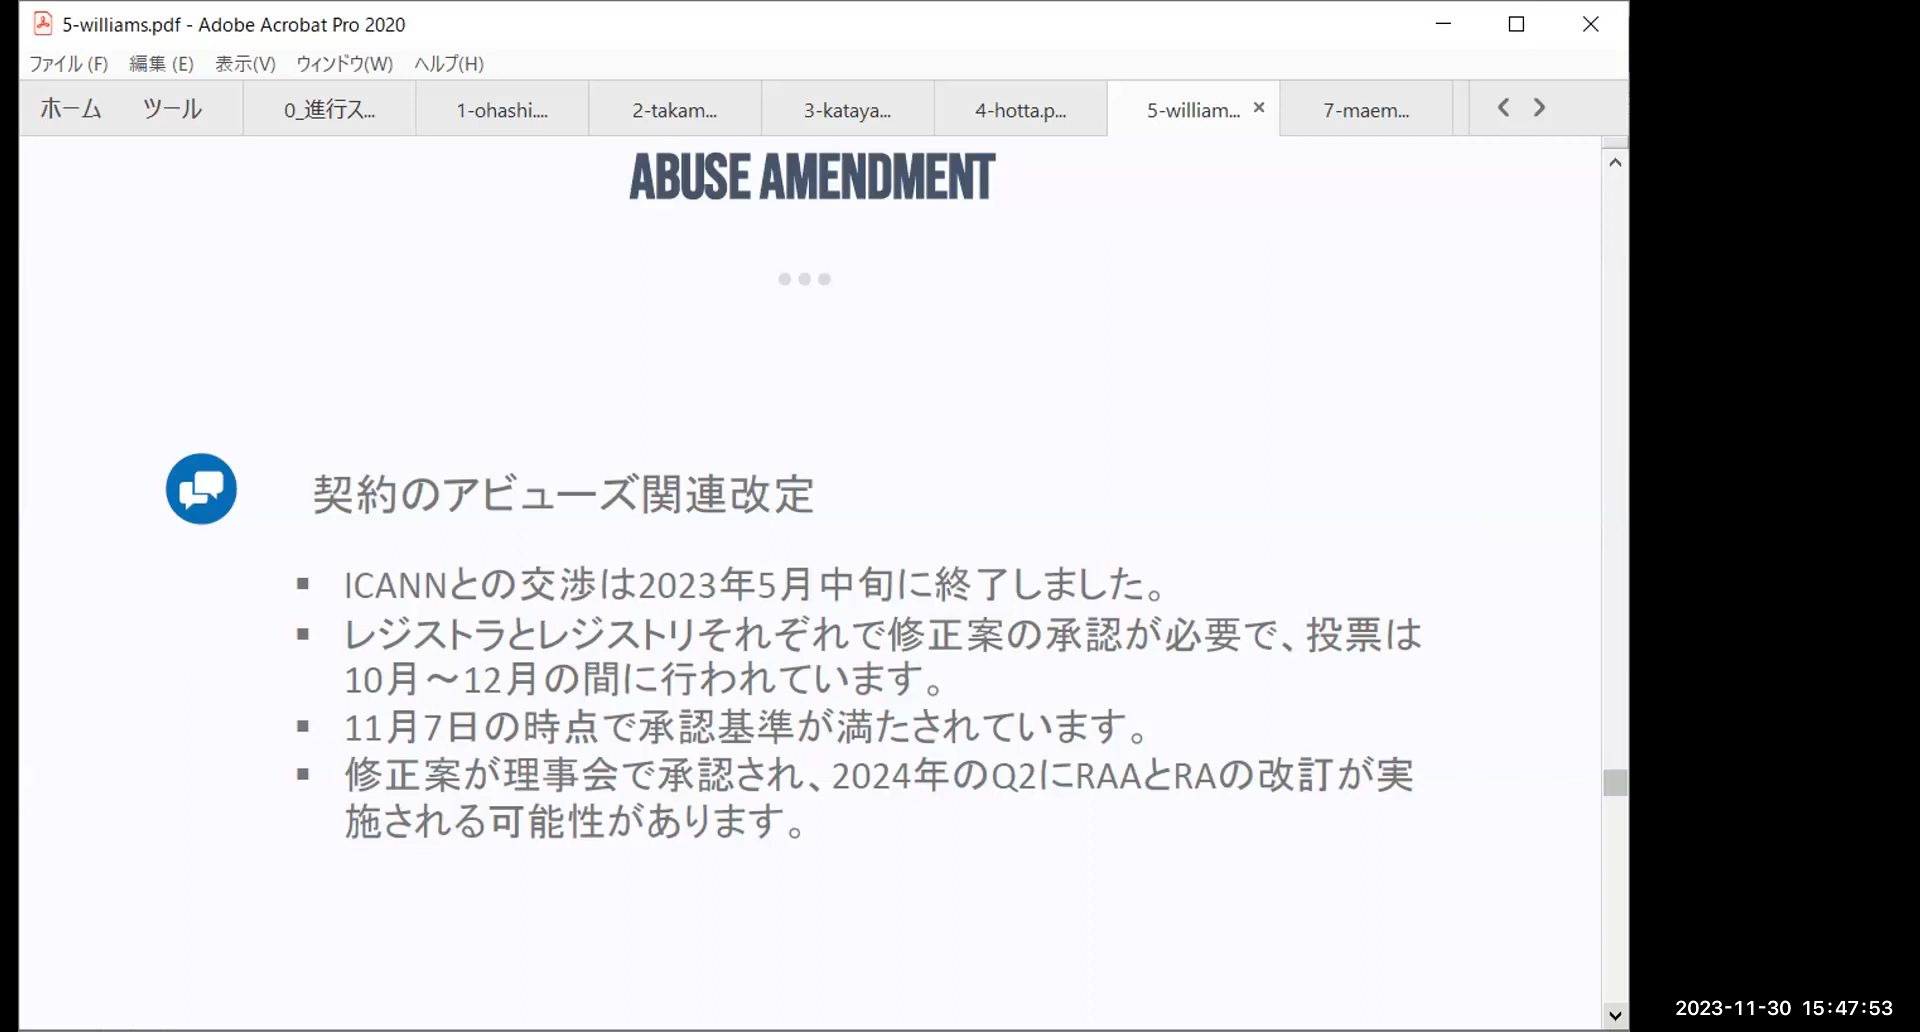 5-williams.pdf - Adobe Acrobat Pro 2020
ファイル (F) 編集 (E) 表示(V) ウィンドウ(W) ヘルプ(H)
ホーム ツール 0_進行ス... 1-ohashi.... 2-takam... 3-kataya... 4-hotta.p... 5-william... × 7-maem...
ABUSE AMENDMENT
契約のアビューズ関連改定
▪ ICANNとの交渉は2023年5月中旬に終了しました。
▪ レジストラとレジストリそれぞれで修正案の承認が必要で、投票は
10月～12月の間に行われています。
▪ 11月7日の時点で承認基準が満たされています。
▪ 修正案が理事会で承認され、2024年のQ2にRAAとRAの改訂が実
施される可能性があります。
2023-11-30 15:47:53